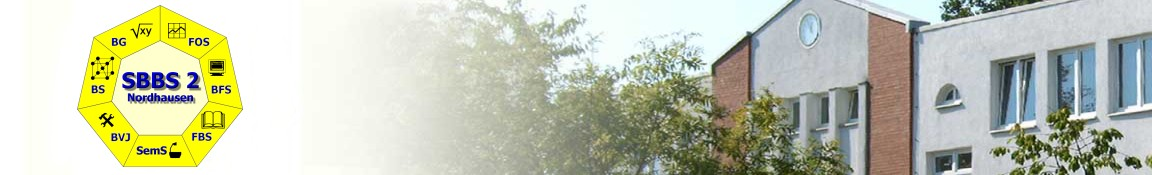 BG √xy
FOS
BS
SBBS 2
Nordhausen
BFS
BVJ
FBS
SemS